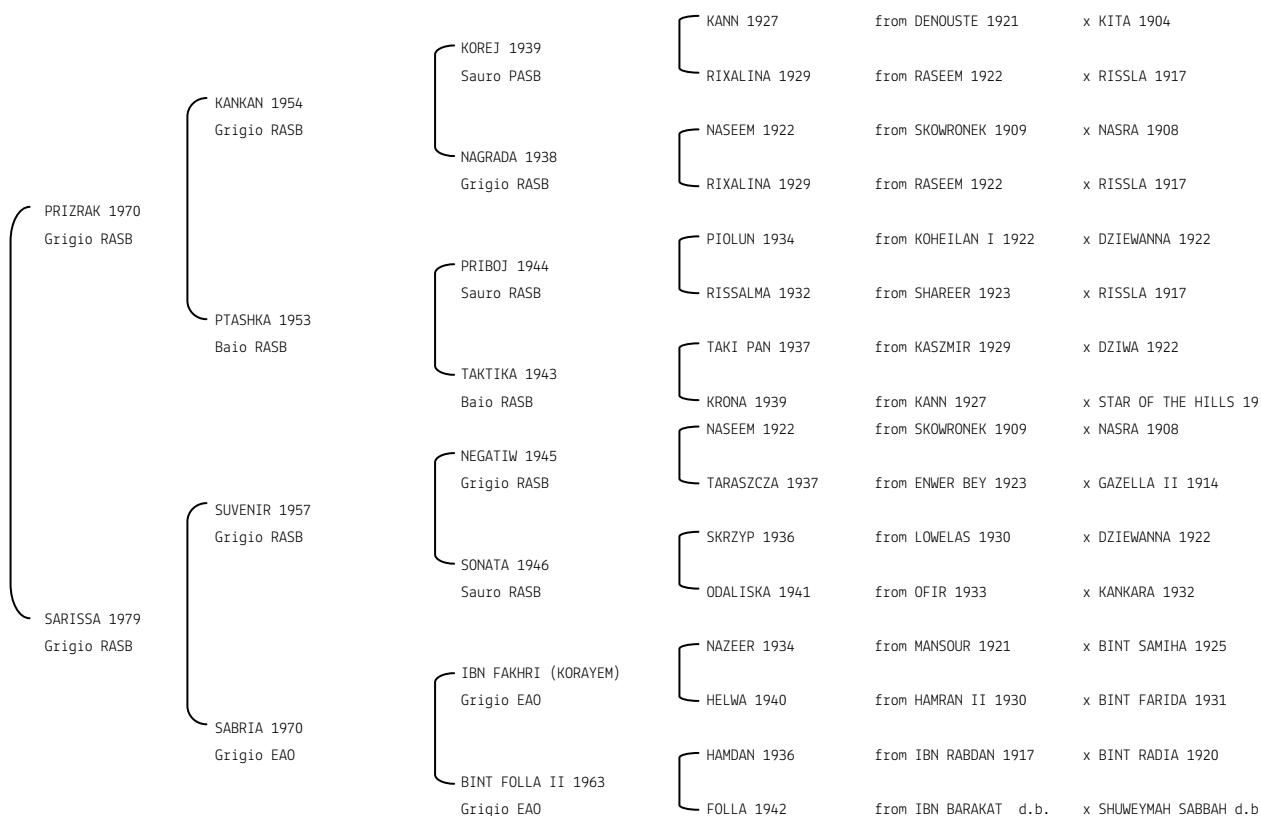 KANN 1927 from DENOUSTE 1921 x KITA 1904
KOREJ 1939
Sauro PASB
RIXALINA 1929 from RASEEM 1922 x RISSLA 1917
KANKAN 1954
Grigio RASB
NASEEM 1922 from SKOWRONEK 1909 x NASRA 1908
NAGRADA 1938
Grigio RASB
RIXALINA 1929 from RASEEM 1922 x RISSLA 1917
PRIZRAK 1970
Grigio RASB
PIOLUN 1934 from KOHEILAN I 1922 x DZIEWANNA 1922
PRIBOJ 1944
Sauro RASB
RISSALMA 1932 from SHAREER 1923 x RISSLA 1917
PTASHKA 1953
Baio RASB
TAKI PAN 1937 from KASZMIR 1929 x DZIWA 1922
TAKTIKA 1943
Baio RASB
KRONA 1939 from KANN 1927 x STAR OF THE HILLS 19
NASEEM 1922 from SKOWRONEK 1909 x NASRA 1908
NEGATIW 1945
Grigio RASB
TARASZCZA 1937 from ENWER BEY 1923 x GAZELLA II 1914
SUVENIR 1957
Grigio RASB
SKRZYP 1936 from LOWELAS 1930 x DZIEWANNA 1922
SONATA 1946
Sauro RASB
ODALISKA 1941 from OFIR 1933 x KANKARA 1932
SARISSA 1979
Grigio RASB
NAZEER 1934 from MANSOUR 1921 x BINT SAMIHA 1925
IBN FAKHRI (KORAYEM)
Grigio EAO
HELWA 1940 from HAMRAN II 1930 x BINT FARIDA 1931
SABRIA 1970
Grigio EAO
HAMDAN 1936 from IBN RABDAN 1917 x BINT RADIA 1920
BINT FOLLA II 1963
Grigio EAO
FOLLA 1942 from IBN BARAKAT d.b. x SHUWEYMAH SABBAH d.b